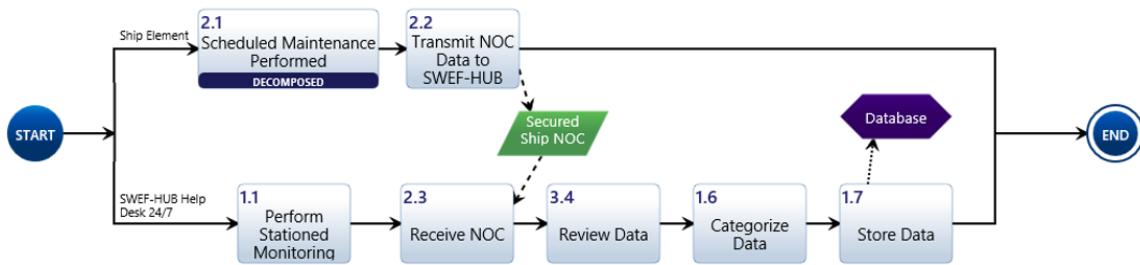 Ship Element
2.1
Scheduled Maintenance
Performed
DECOMPOSED
2.2
Transmit NOC
Data to
SWEF-HUB
START
Secured
Ship NOC
Database
END
SWEF-HUB Help
Desk 24/7
1.1
Perform
Stationed
Monitoring
2.3
Receive NOC
3.4
Review Data
1.6
Categorize
Data
1.7
Store Data